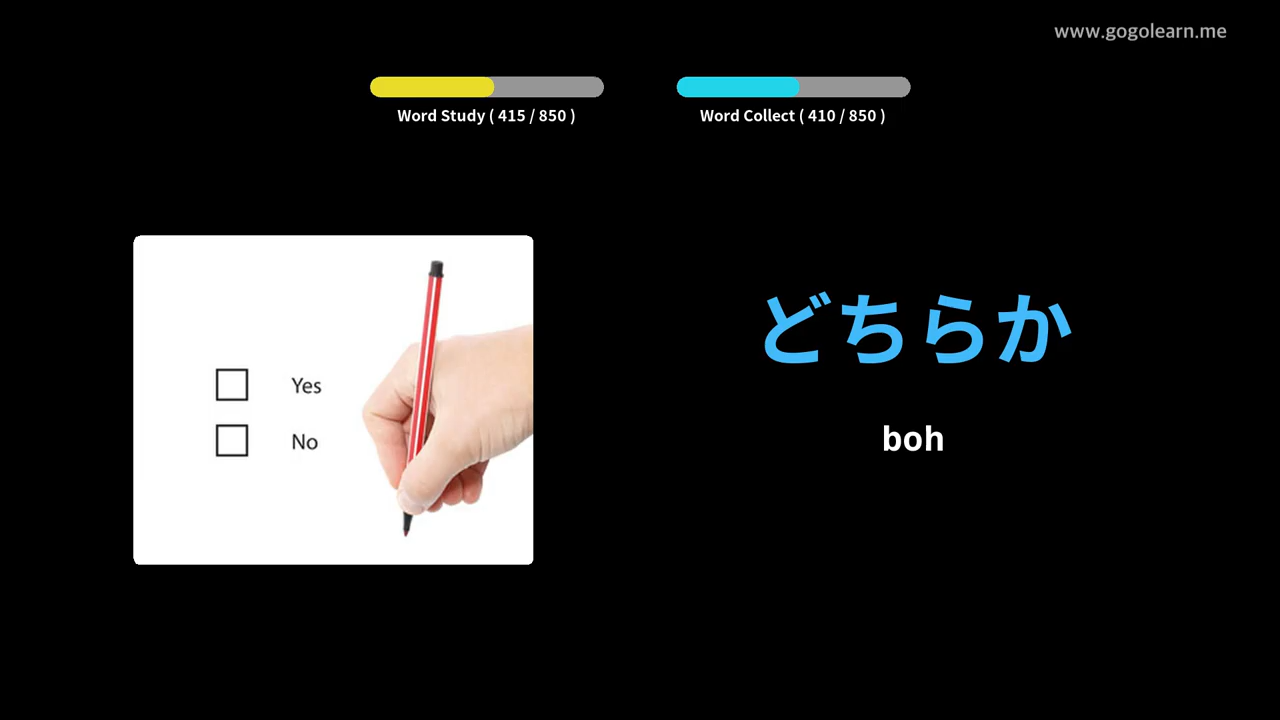 www.gogolearn.me
Word Study ( 415 / 850 )
Word Collect ( 410 / 850 )
Yes
No
どちらか
boh